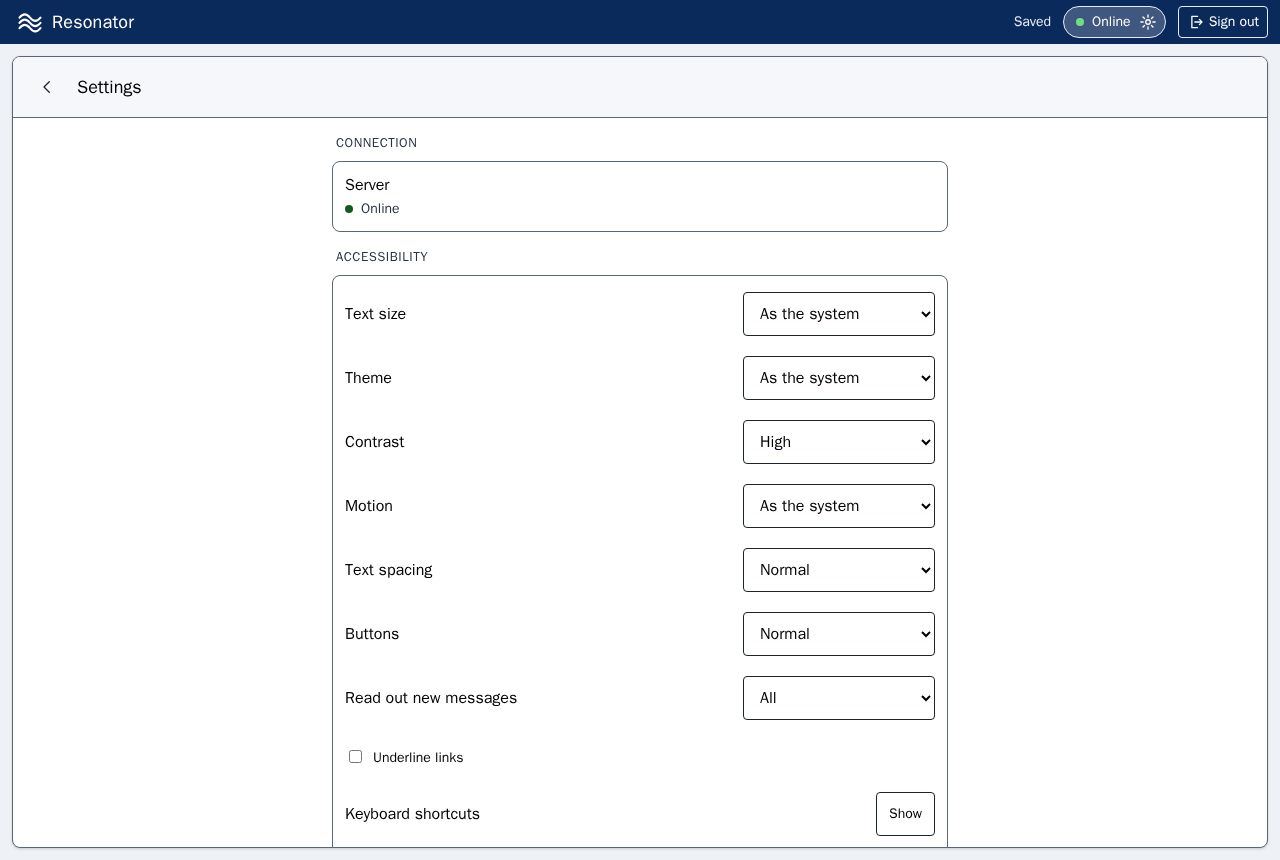 Resonator
Saved
Online
Sign out
Settings
CONNECTION
Server
Online
ACCESSIBILITY
Text size
As the system
Theme
As the system
Contrast
High
Motion
As the system
Text spacing
Normal
Buttons
Normal
Read out new messages
All
Underline links
Keyboard shortcuts
Show